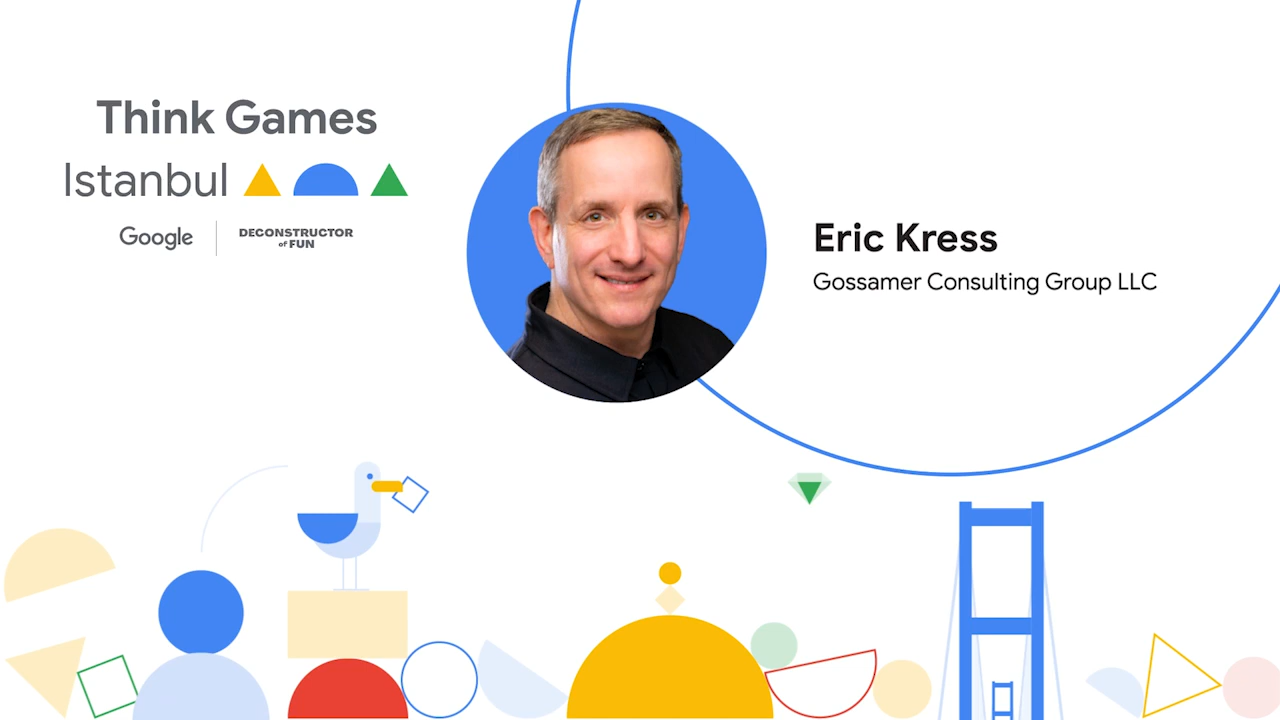 Think Games
Istanbul
Google
DECONSTRUCTOR
of FUN
Eric Kress
Gossamer Consulting Group LLC